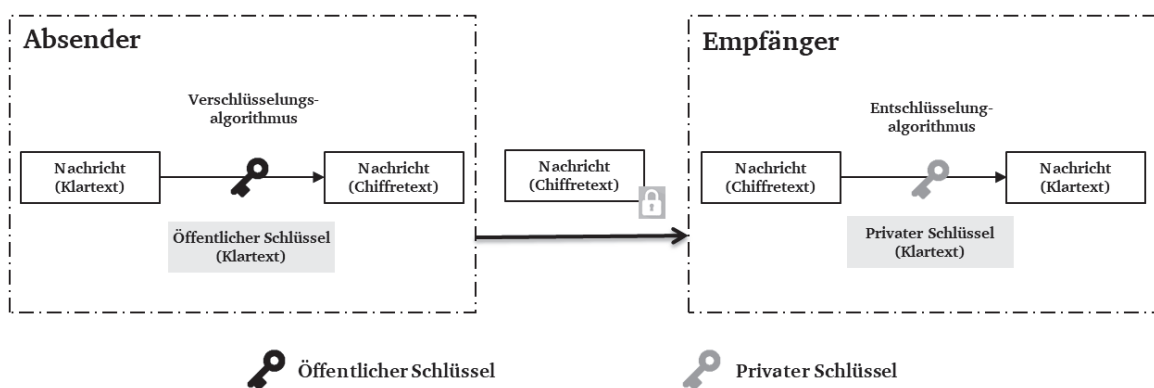 Absender
Verschlüsselungs-
algorithmus
Nachricht
(Klartext)
Nachricht
(Chiffretext)
Öffentlicher Schlüssel
(Klartext)
Nachricht
(Chiffretext)
Empfänger
Entschlüsselung-
algorithmus
Nachricht
(Chiffretext)
Nachricht
(Klartext)
Privater Schlüssel
(Klartext)
Öffentlicher Schlüssel
Privater Schlüssel